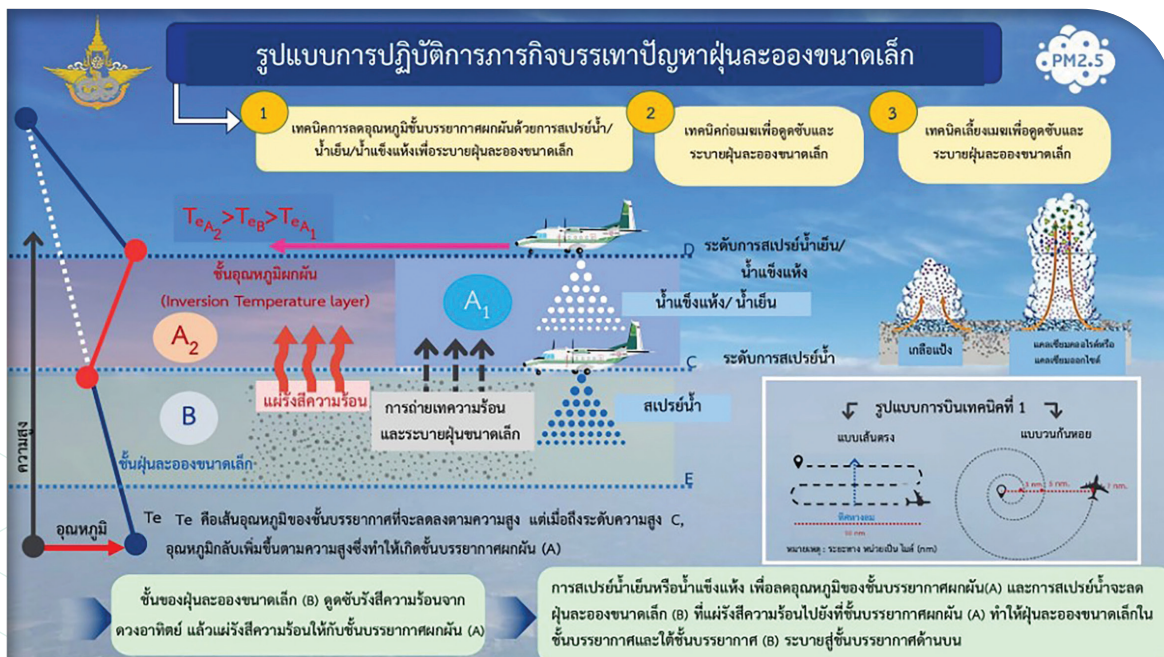 รูปแบบการปฏิบัติการภารกิจบรรเทาปัญหาฝุ่นละอองขนาดเล็ก
PM2.5
1
เทคนิคการลดอุณหภูมิชั้นบรรยากาศผกผันด้วยการสเปรย์น้ำ/
น้ำเย็น/น้ำแข็งแห้งเพื่อระบายฝุ่นละอองขนาดเล็ก
2
เทคนิคก่อเมฆเพื่อดูดซับและ
ระบายฝุ่นละอองขนาดเล็ก
3
เทคนิคเลี้ยงเมฆเพื่อดูดซับและ
ระบายฝุ่นละอองขนาดเล็ก
TeA2>TeB>TeA1
D
ระดับการสเปรย์น้ำเย็น/
น้ำแข็งแห้ง
ชั้นอุณหภูมิผกผัน
(Inversion Temperature layer)
A1
น้ำแข็งแห้ง/ น้ำเย็น
A2
C
ระดับการสเปรย์น้ำ
เกลือแป้ง
แคลเซียมคลอไรด์หรือ
แคลเซียมออกไซด์
B
แผ่รังสีความร้อน
การถ่ายเทความร้อน
และระบายฝุ่นขนาดเล็ก
สเปรย์น้ำ
ชั้นฝุ่นละอองขนาดเล็ก
E
ความสูง
อุณหภูมิ
Te
Te คือเส้นอุณหภูมิของชั้นบรรยากาศที่จะลดลงตามความสูง แต่เมื่อถึงระดับความสูง C,
อุณหภูมิกลับเพิ่มขึ้นตามความสูงซึ่งทำให้เกิดชั้นบรรยากาศผกผัน (A)
รูปแบบการบินเทคนิคที่ 1
แบบเส้นตรง
แบบวนก้นหอย
ทิศทางลม
10 nm
3 nm.
5 nm.
7 nm.
หมายเหตุ : ระยะทาง หน่วยเป็น ไมล์ (nm)
ชั้นของฝุ่นละอองขนาดเล็ก (B) ดูดซับรังสีความร้อนจาก
ดวงอาทิตย์ แล้วแผ่รังสีความร้อนให้กับชั้นบรรยากาศผกผัน (A)
การสเปรย์น้ำเย็นหรือน้ำแข็งแห้ง เพื่อลดอุณหภูมิของชั้นบรรยากาศผกผัน(A) และการสเปรย์น้ำจะลด
ฝุ่นละอองขนาดเล็ก (B) ที่แผ่รังสีความร้อนไปยังที่ชั้นบรรยากาศผกผัน (A) ทำให้ฝุ่นละอองขนาดเล็กใน
ชั้นบรรยากาศและใต้ชั้นบรรยากาศ (B) ระบายสู่ชั้นบรรยากาศด้านบน